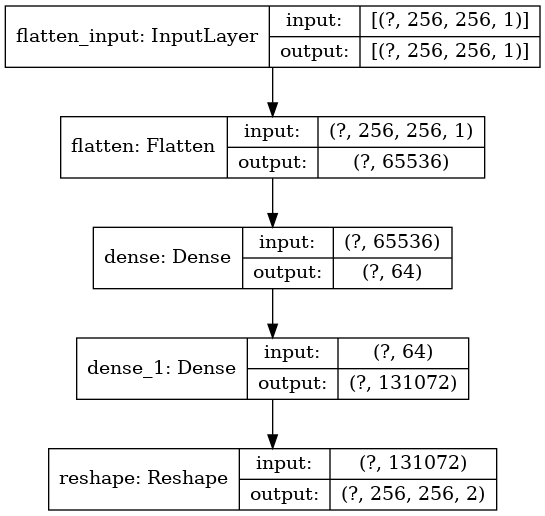 flatten_input: InputLayer
input: [(?, 256, 256, 1)]
output: [(?, 256, 256, 1)]
flatten: Flatten
input: (?, 256, 256, 1)
output: (?, 65536)
dense: Dense
input: (?, 65536)
output: (?, 64)
dense_1: Dense
input: (?, 64)
output: (?, 131072)
reshape: Reshape
input: (?, 131072)
output: (?, 256, 256, 2)